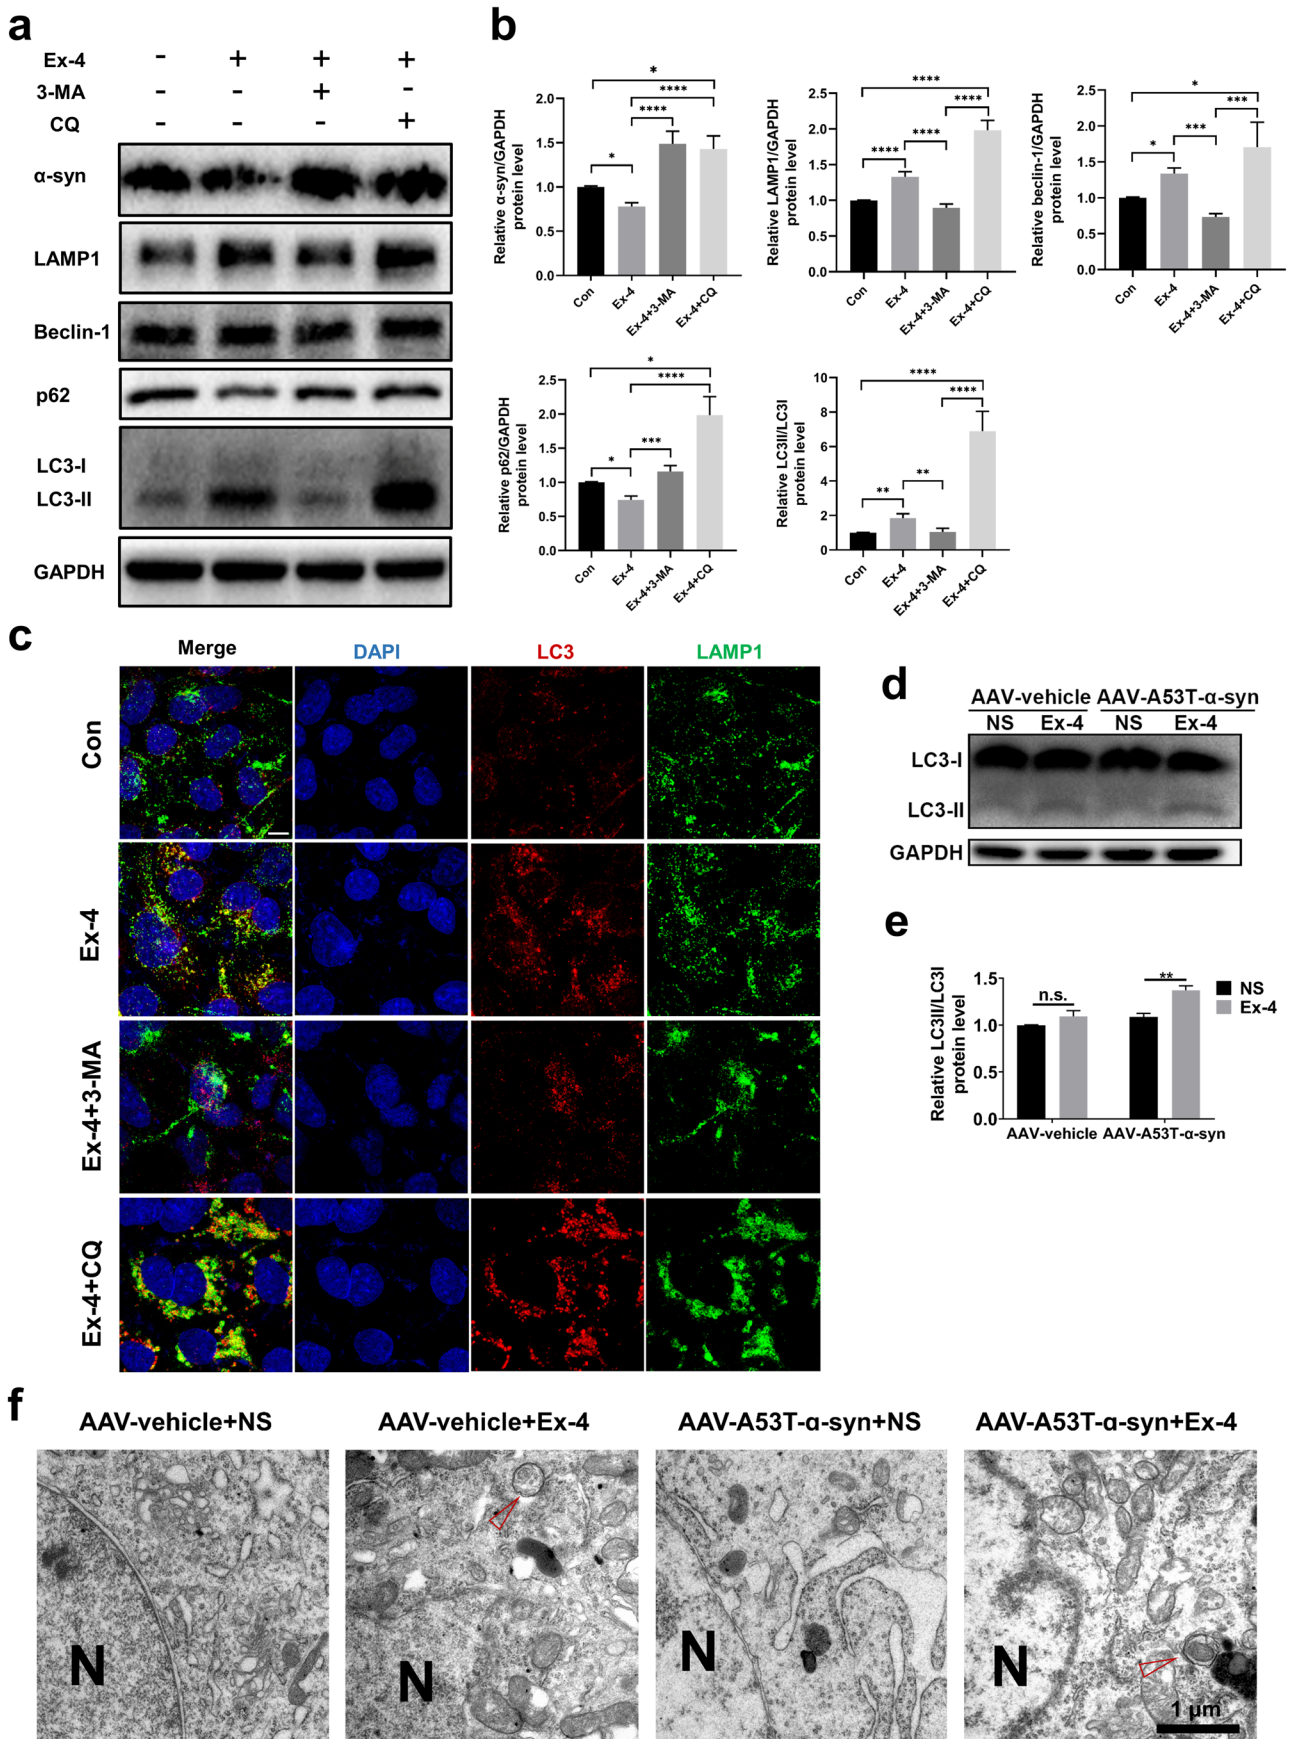 a
Ex-4 - + + +
3-MA - - + -
CQ - - - +
α-syn
LAMP1
Beclin-1
p62
LC3-I
LC3-II
GAPDH
b
Relative α-syn/GAPDH
protein level
2.0
1.5
1.0
0.5
0.0
*
****
****
*
Con
Ex-4
Ex-4+3-MA
Ex-4+CQ
Relative LAMP1/GAPDH
protein level
2.5
2.0
1.5
1.0
0.5
0.0
****
****
****
****
Con
Ex-4
Ex-4+3-MA
Ex-4+CQ
Relative beclin-1/GAPDH
protein level
2.5
2.0
1.5
1.0
0.5
0.0
*
***
***
*
Con
Ex-4
Ex-4+3-MA
Ex-4+CQ
Relative p62/GAPDH
protein level
2.5
2.0
1.5
1.0
0.5
0.0
*
****
***
*
Con
Ex-4
Ex-4+3-MA
Ex-4+CQ
Relative LC3II/LC3I
protein level
10
8
6
4
2
0
****
****
**
**
Con
Ex-4
Ex-4+3-MA
Ex-4+CQ
c
Merge DAPI LC3 LAMP1
Con
Ex-4
Ex-4+3-MA
Ex-4+CQ
d
AAV-vehicle AAV-A53T-α-syn
NS Ex-4 NS Ex-4
LC3-I
LC3-II
GAPDH
e
Relative LC3II/LC3I
protein level
1.5
1.0
0.5
0.0
n.s.
**
NS
Ex-4
AAV-vehicle AAV-A53T-α-syn
f
AAV-vehicle+NS AAV-vehicle+Ex-4 AAV-A53T-α-syn+NS AAV-A53T-α-syn+Ex-4
N N N N
1 μm